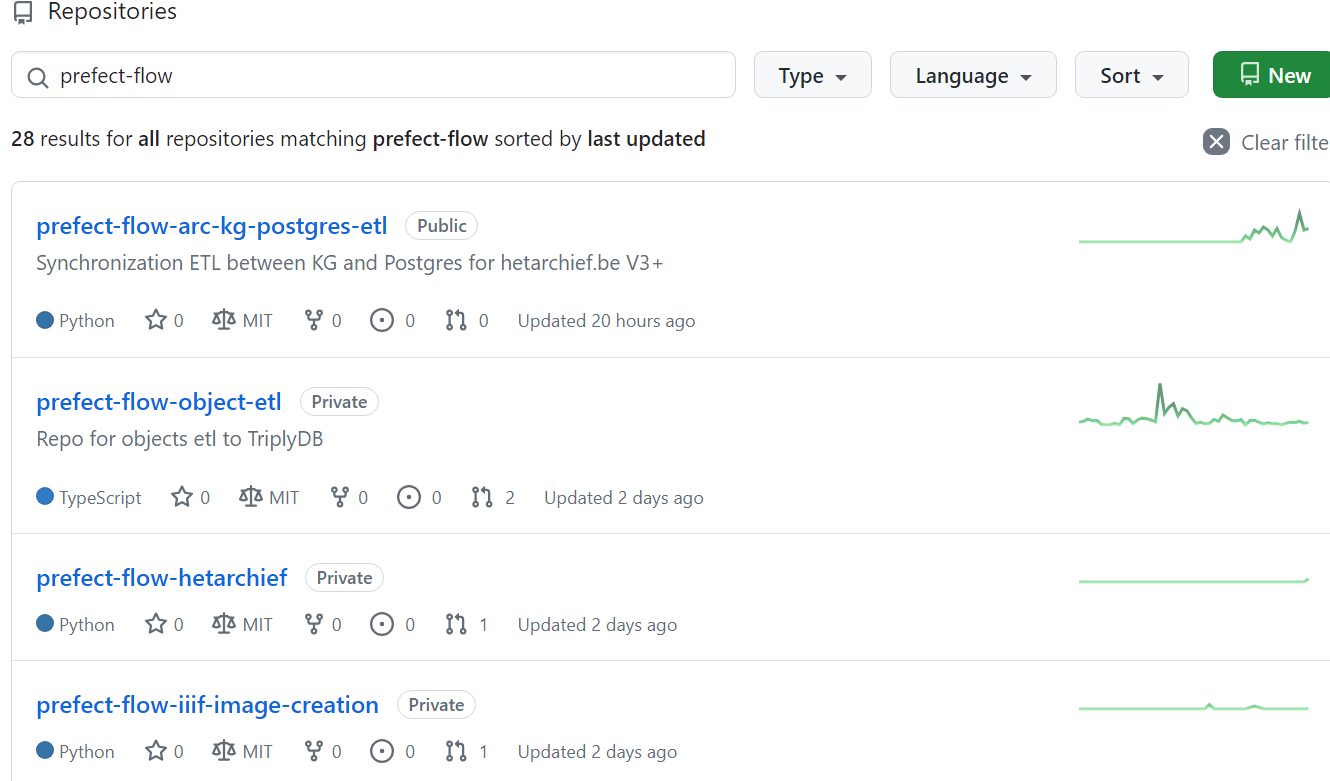 Repositories
prefect-flow
Type
Language
Sort
New
28 results for all repositories matching prefect-flow sorted by last updated
Clear filte
prefect-flow-arc-kg-postgres-etl Public
Synchronization ETL between KG and Postgres for hetarchief.be V3+
Python 0 MIT 0 0 0 Updated 20 hours ago
prefect-flow-object-etl Private
Repo for objects etl to TriplyDB
TypeScript 0 MIT 0 0 2 Updated 2 days ago
prefect-flow-hetarchief Private
Python 0 MIT 0 0 1 Updated 2 days ago
prefect-flow-iiif-image-creation Private
Python 0 MIT 0 0 1 Updated 2 days ago